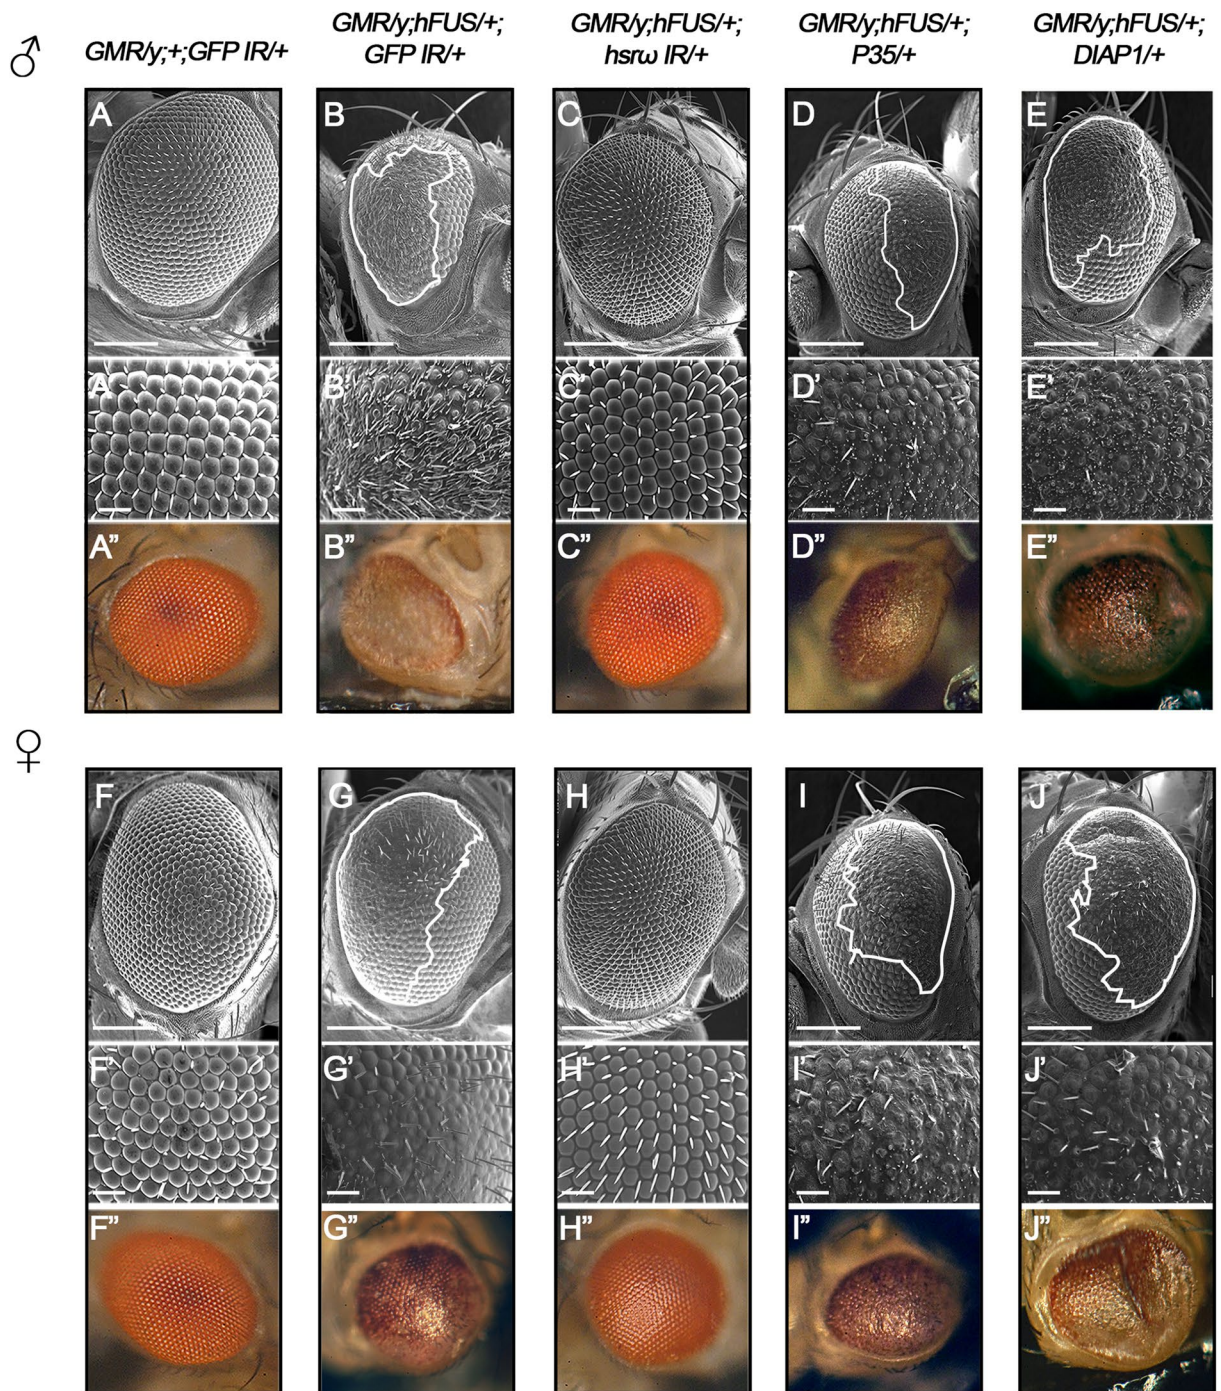 ♂
GMR/y;+;GFP IR/+
GMR/y;hFUS/+;
GFP IR/+
GMR/y;hFUS/+;
hsrω IR/+
GMR/y;hFUS/+;
P35/+
GMR/y;hFUS/+;
DIAP1/+
A
B
C
D
E
A'
B'
C'
D'
E'
A”
B”
C”
D”
E”
♀
F
G
H
I
J
F'
G'
H'
I'
J'
F”
G”
H”
I”
J”